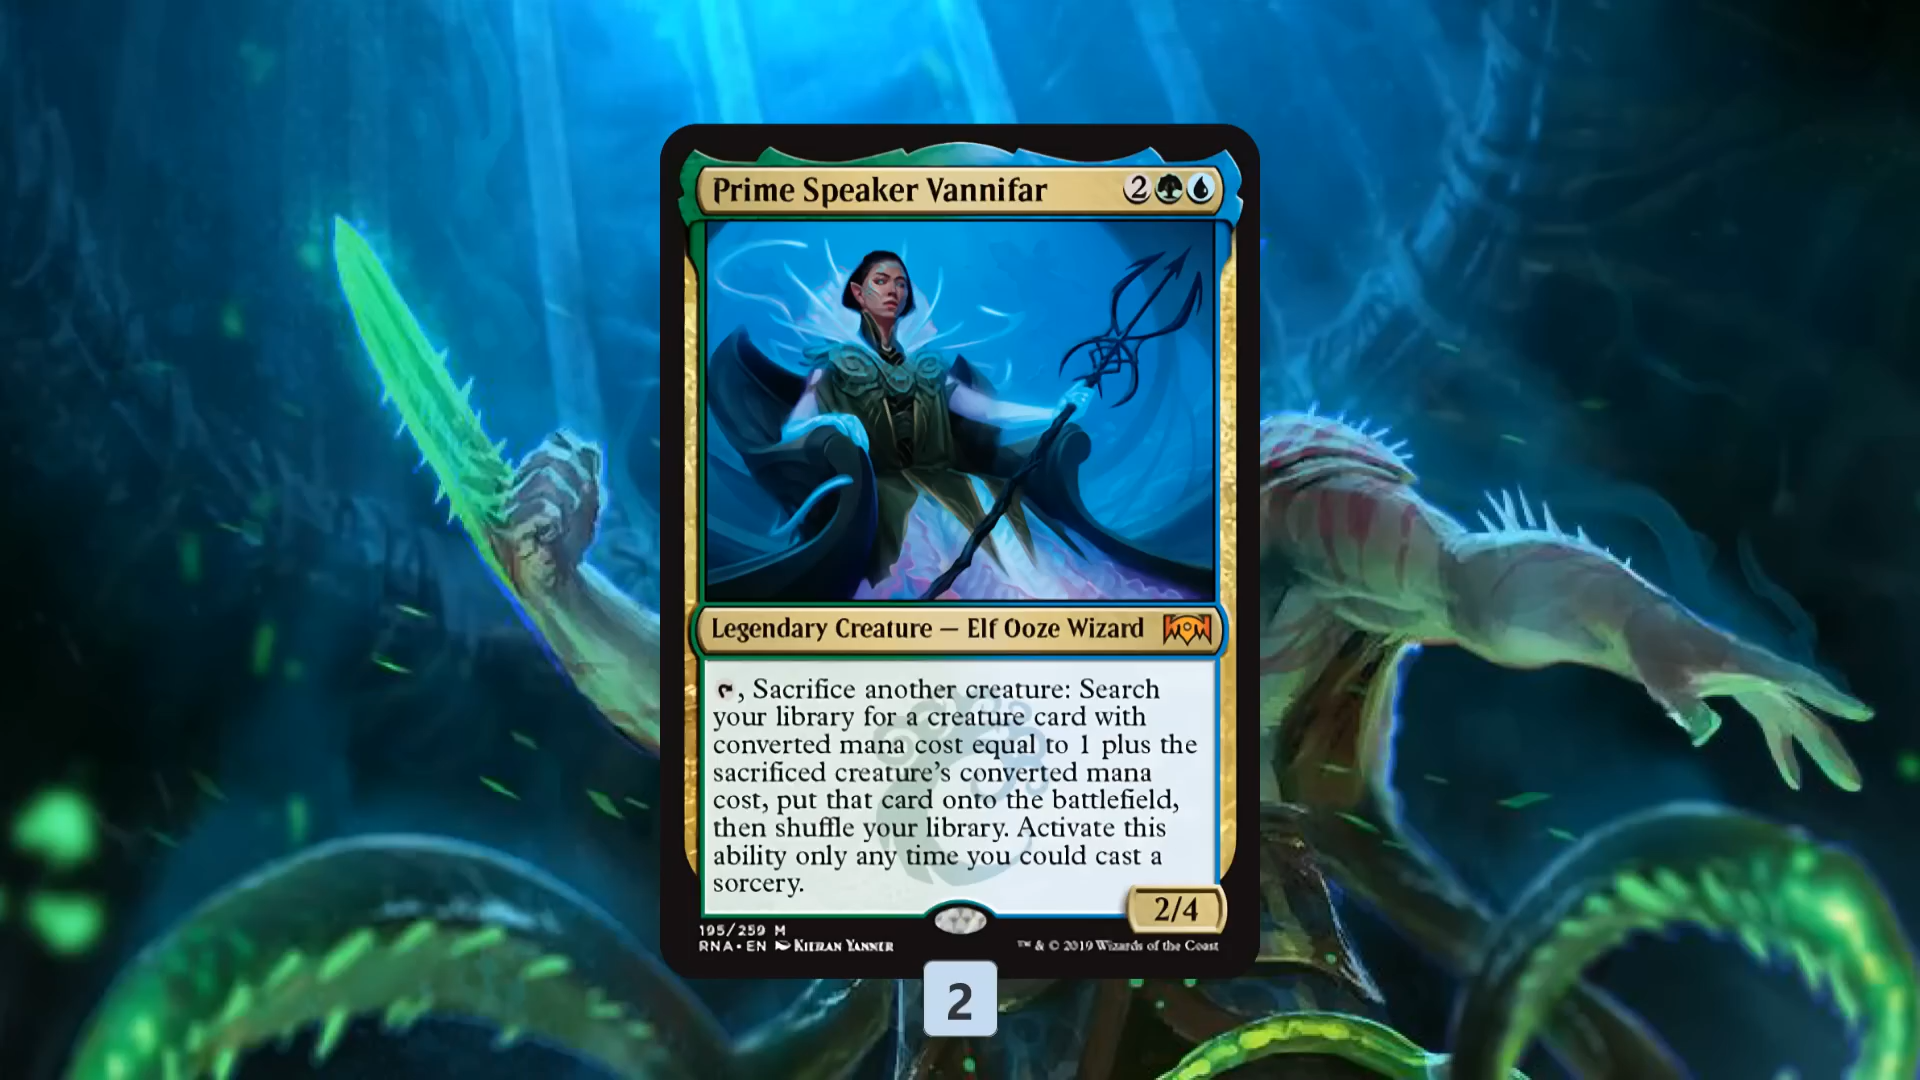 Prime Speaker Vannifar 2
Legendary Creature — Elf Ooze Wizard
, Sacrifice another creature: Search
your library for a creature card with
converted mana cost equal to 1 plus the
sacrificed creature's converted mana
cost, put that card onto the battlefield,
then shuffle your library. Activate this
ability only any time you could cast a
sorcery.
2/4
195/259 M
RNA • EN Kieran Yanner
™ & © 2019 Wizards of the Coast
2